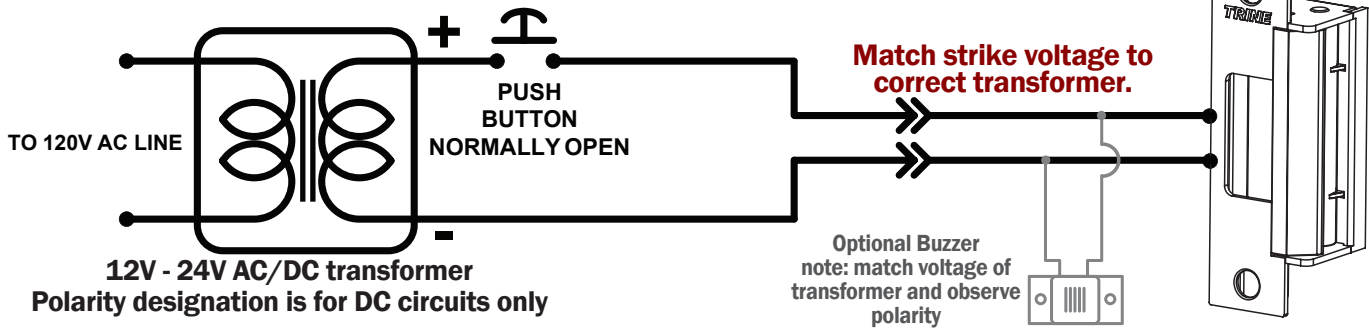 TRINE
+
Match strike voltage to
correct transformer.
PUSH
BUTTON
NORMALLY OPEN
TO 120V AC LINE
-
12V - 24V AC/DC transformer
Polarity designation is for DC circuits only
Optional Buzzer
note: match voltage of
transformer and observe
polarity